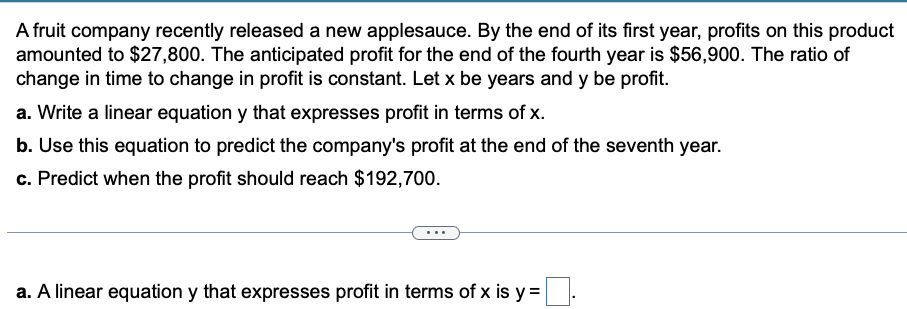 A fruit company recently released a new applesauce. By the end of its first year, profits on this product
amounted to $27,800. The anticipated profit for the end of the fourth year is $56,900. The ratio of
change in time to change in profit is constant. Let x be years and y be profit.
a. Write a linear equation y that expresses profit in terms of x.
b. Use this equation to predict the company's profit at the end of the seventh year.
c. Predict when the profit should reach $192,700.
...
a. A linear equation y that expresses profit in terms of x is y = .